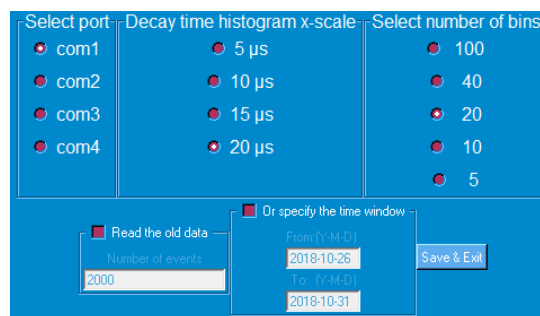 Select port
com1
com2
com3
com4
Decay time histogram x-scale
5 µs
10 µs
15 µs
20 µs
Select number of bins
100
40
20
10
5
Read the old data
Number of events
2000
Or specify the time window
From:(Y-M-D)
2018-10-26
To: (Y-M-D)
2018-10-31
Save & Exit